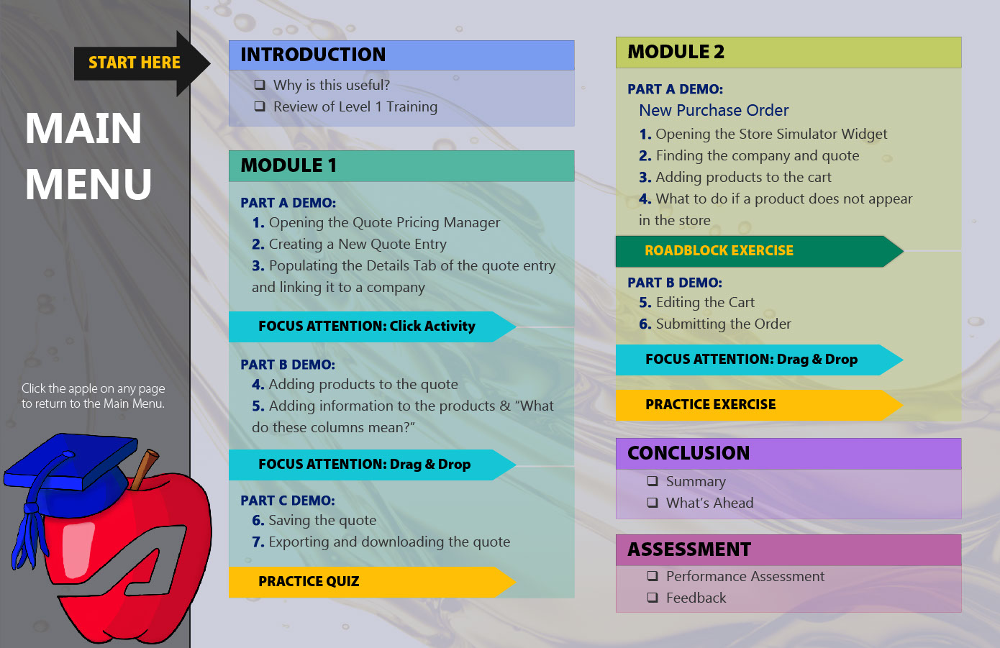 START HERE
MAIN
MENU
Click the apple on any page
to return to the Main Menu.
INTRODUCTION
❑ Why is this useful?
❑ Review of Level 1 Training
MODULE 1
PART A DEMO:
1. Opening the Quote Pricing Manager
2. Creating a New Quote Entry
3. Populating the Details Tab of the quote entry
and linking it to a company
FOCUS ATTENTION: Click Activity
PART B DEMO:
4. Adding products to the quote
5. Adding information to the products & “What
do these columns mean?”
FOCUS ATTENTION: Drag & Drop
PART C DEMO:
6. Saving the quote
7. Exporting and downloading the quote
PRACTICE QUIZ
MODULE 2
PART A DEMO:
New Purchase Order
1. Opening the Store Simulator Widget
2. Finding the company and quote
3. Adding products to the cart
4. What to do if a product does not appear
in the store
ROADBLOCK EXERCISE
PART B DEMO:
5. Editing the Cart
6. Submitting the Order
FOCUS ATTENTION: Drag & Drop
PRACTICE EXERCISE
CONCLUSION
❑ Summary
❑ What’s Ahead
ASSESSMENT
❑ Performance Assessment
❑ Feedback